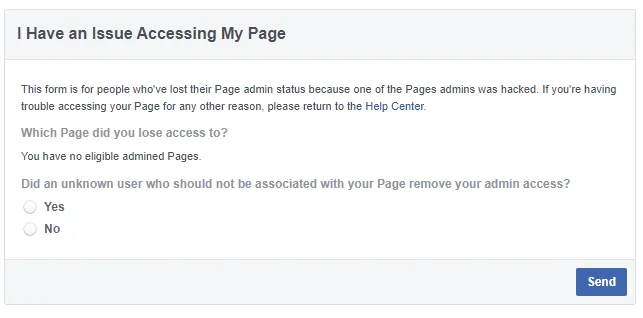 I Have an Issue Accessing My Page
This form is for people who've lost their Page admin status because one of the Pages admins was hacked. If you're having
trouble accessing your Page for any other reason, please return to the Help Center.
Which Page did you lose access to?
You have no eligible admined Pages.
Did an unknown user who should not be associated with your Page remove your admin access?
Yes
No
Send